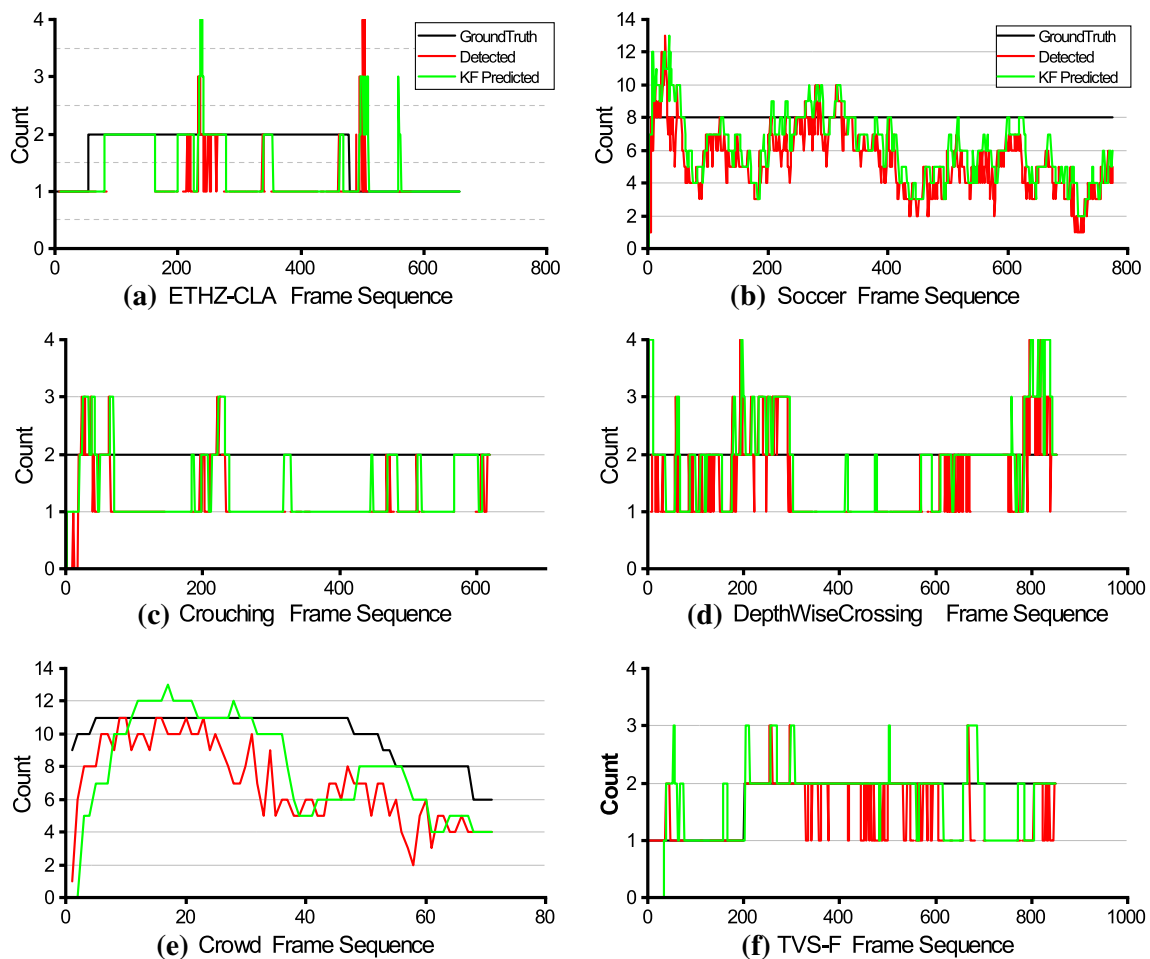 4
3
2
1
0
Count
GroundTruth
Detected
KF Predicted
0 200 400 600 800
(a) ETHZ-CLA Frame Sequence
14
12
10
8
6
4
2
0
Count
GroundTruth
Detected
KF Predicted
0 200 400 600 800
(b) Soccer Frame Sequence
4
3
2
1
0
Count
0 200 400 600
(c) Crouching Frame Sequence
4
3
2
1
0
Count
0 200 400 600 800 1000
(d) DepthWiseCrossing Frame Sequence
14
12
10
8
6
4
2
0
Count
0 20 40 60 80
(e) Crowd Frame Sequence
4
3
2
1
0
Count
0 200 400 600 800 1000
(f) TVS-F Frame Sequence